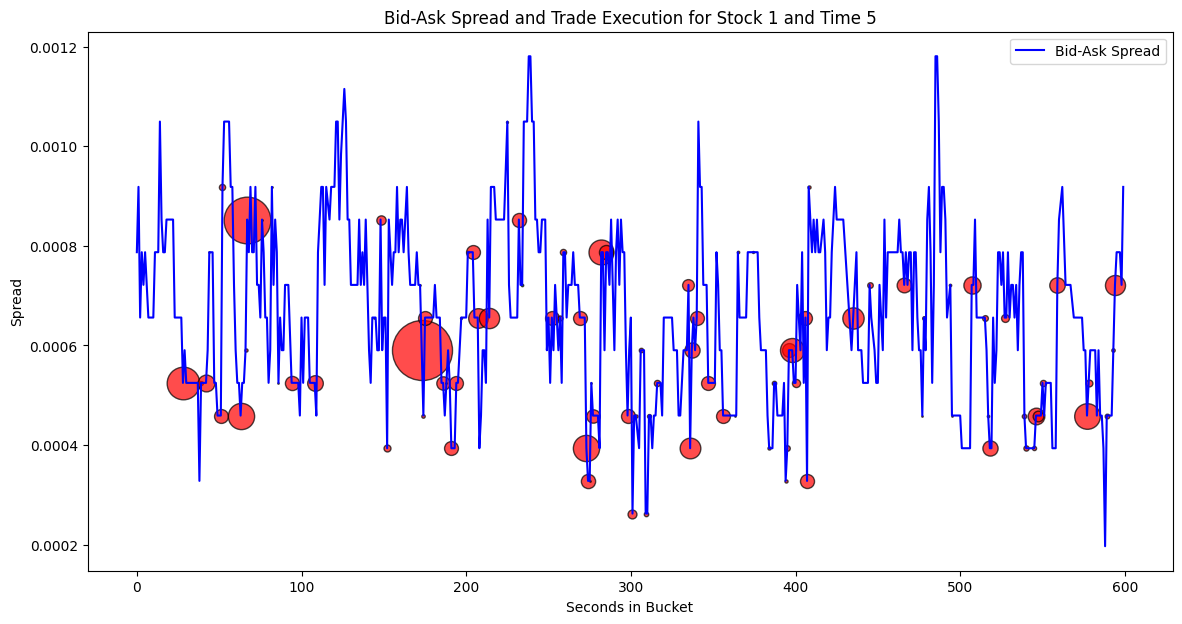 Bid-Ask Spread and Trade Execution for Stock 1 and Time 5
Bid-Ask Spread
0.0012
0.0010
0.0008
0.0006
0.0004
0.0002
Spread
0 100 200 300 400 500 600
Seconds in Bucket